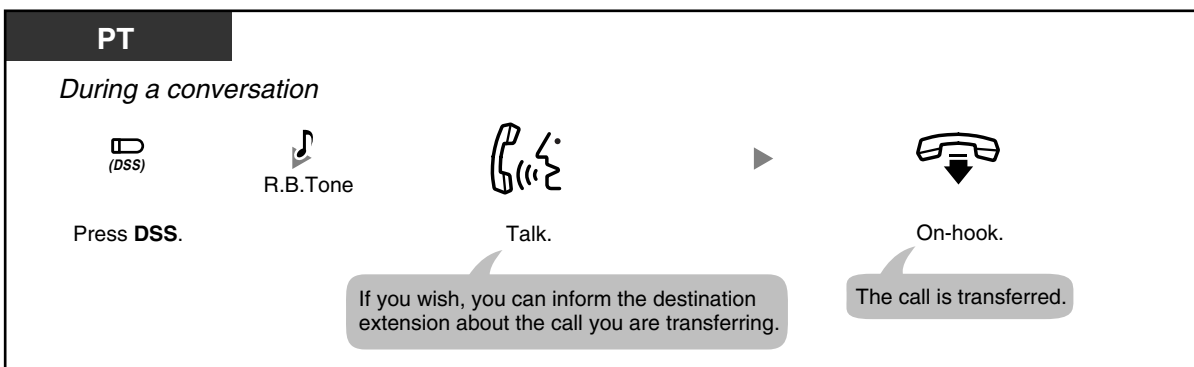 PT
During a conversation
(DSS)
R.B.Tone
Press DSS.
Talk.
On-hook.
If you wish, you can inform the destination
extension about the call you are transferring.
The call is transferred.